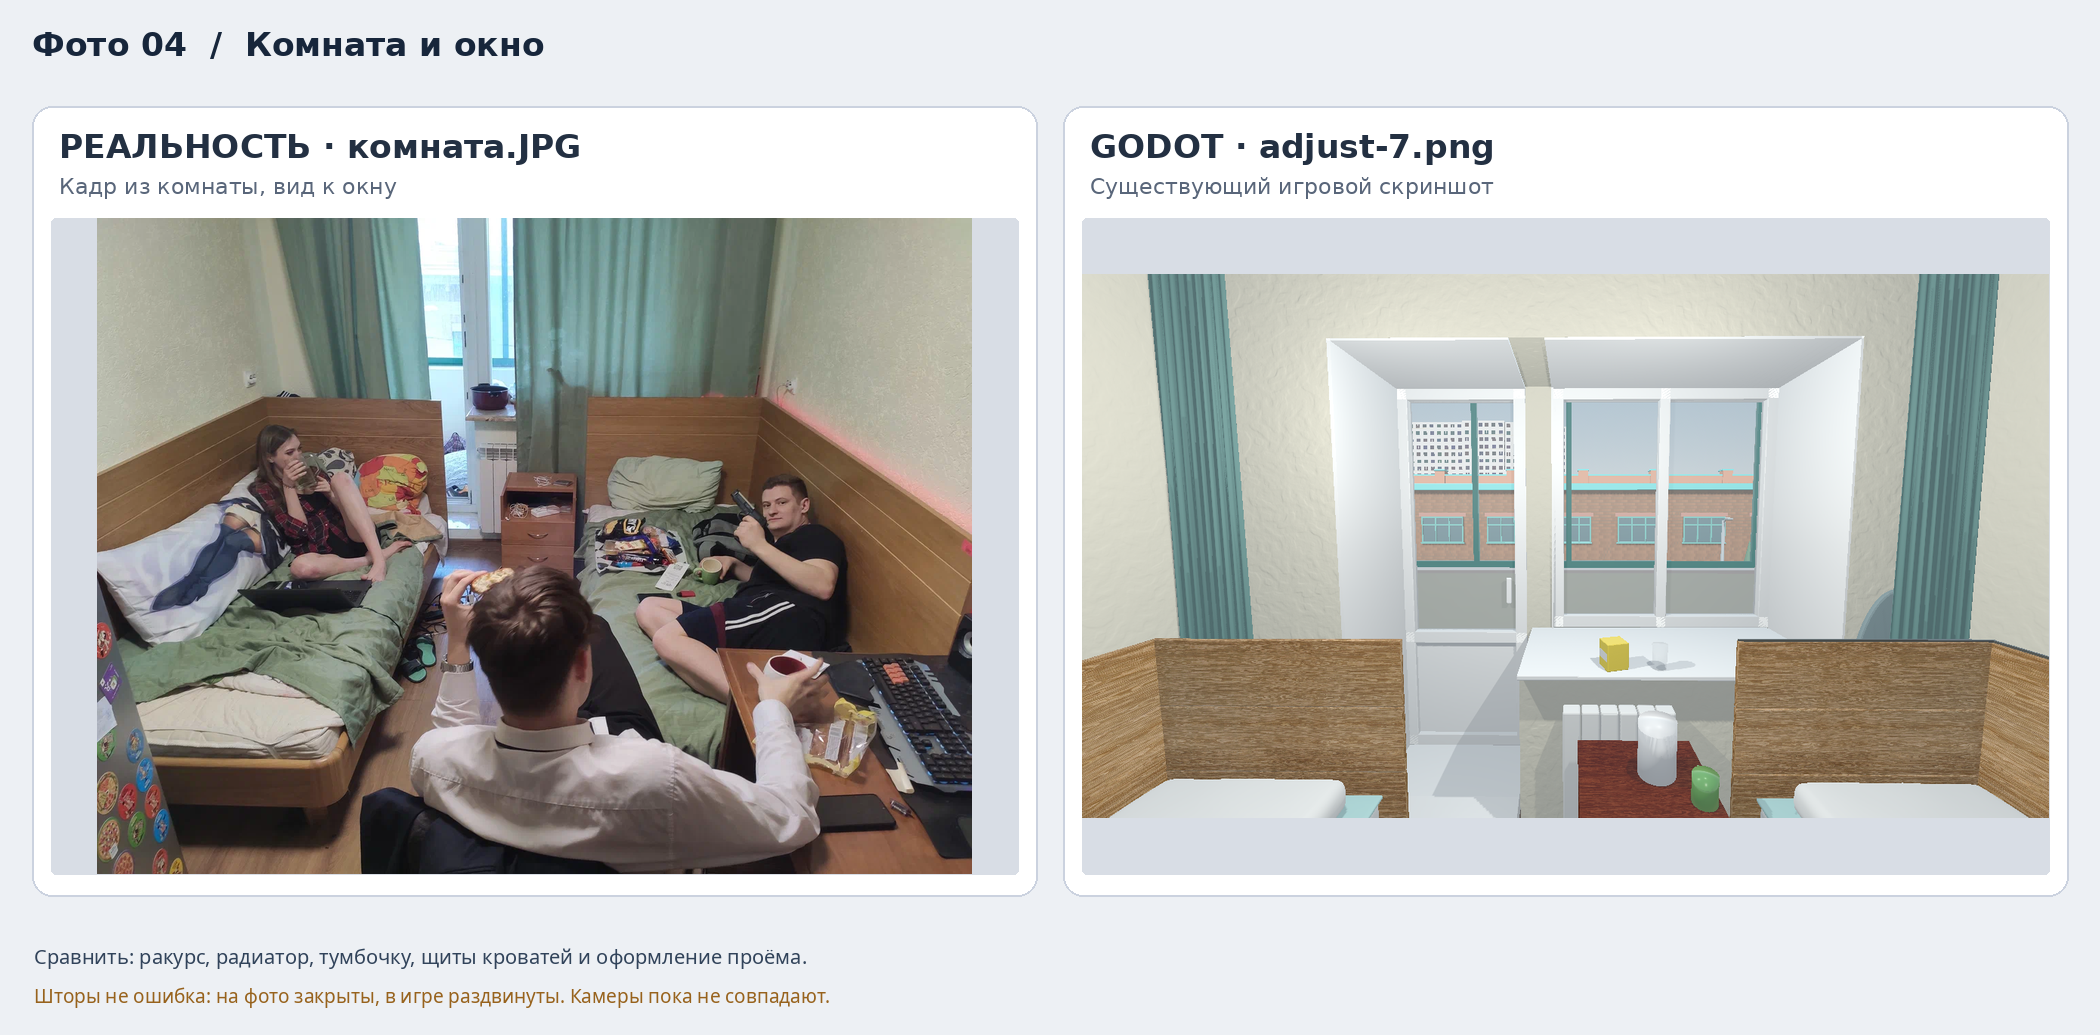 Фото 04 / Комната и окно
РЕАЛЬНОСТЬ · комната.JPG
Кадр из комнаты, вид к окну
GODOT · adjust-7.png
Существующий игровой скриншот
Сравнить: ракурс, радиатор, тумбочку, щиты кроватей и оформление проёма.
Шторы не ошибка: на фото закрыты, в игре раздвинуты. Камеры пока не совпадают.